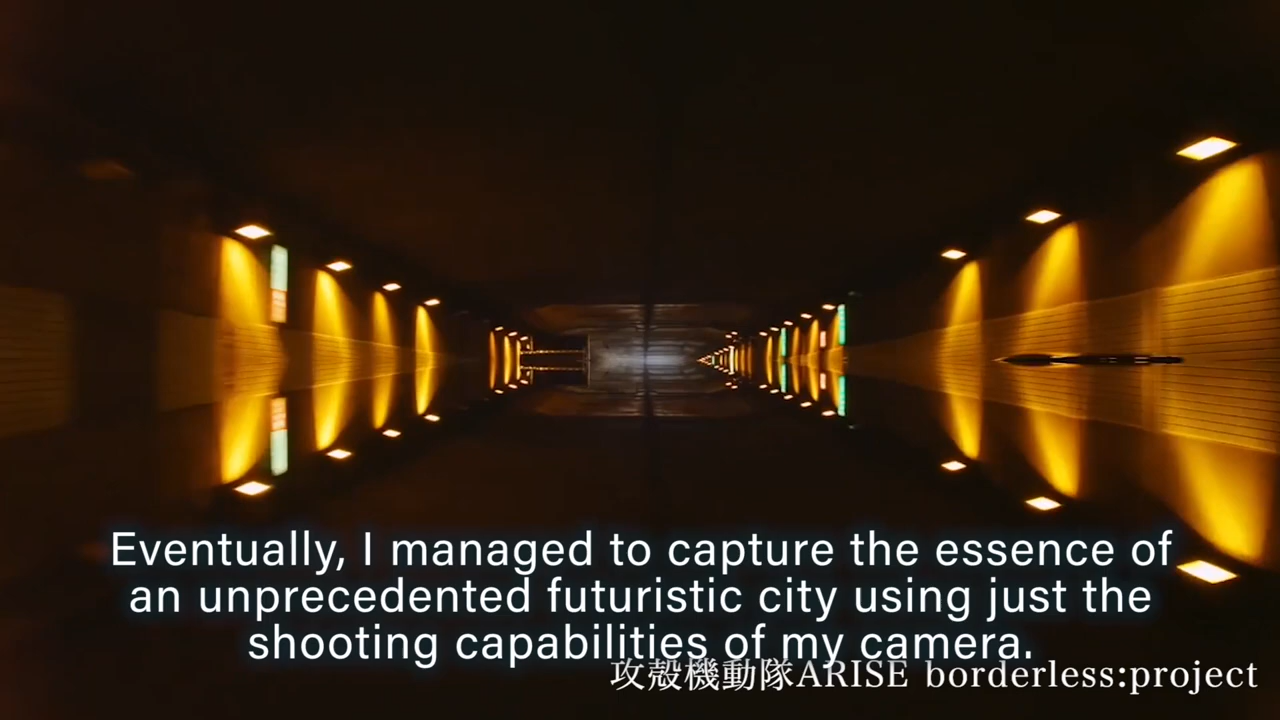 Eventually, I managed to capture the essence of
an unprecedented futuristic city using just the
shooting capabilities of my camera.
攻殻機動隊ARISE borderless:project